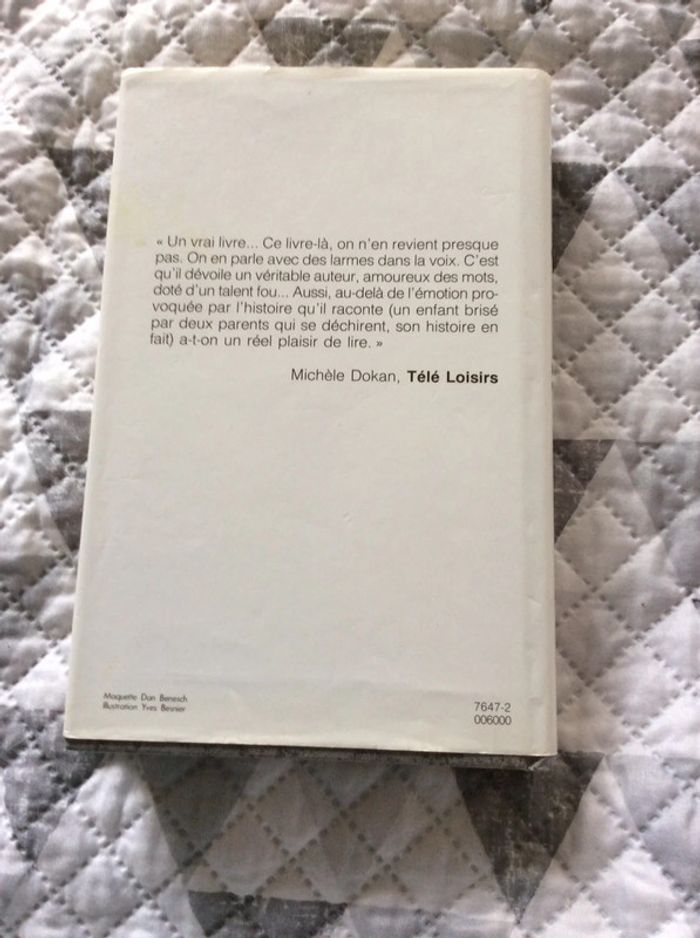 « Un vrai livre... Ce livre-là, on n'en revient presque
pas. On en parle avec des larmes dans la voix. C'est
qu'il dévoile un véritable auteur, amoureux des mots,
doté d'un talent fou... Aussi, au-delà de l'émotion pro-
voquée par l'histoire qu'il raconte (un enfant brisé
par deux parents qui se déchirent, son histoire en
fait) a-t-on un réel plaisir de lire. »
Michèle Dokan, Télé Loisirs
Maquette Dan Benesch
Illustration Yves Besnier
7647-2
006000